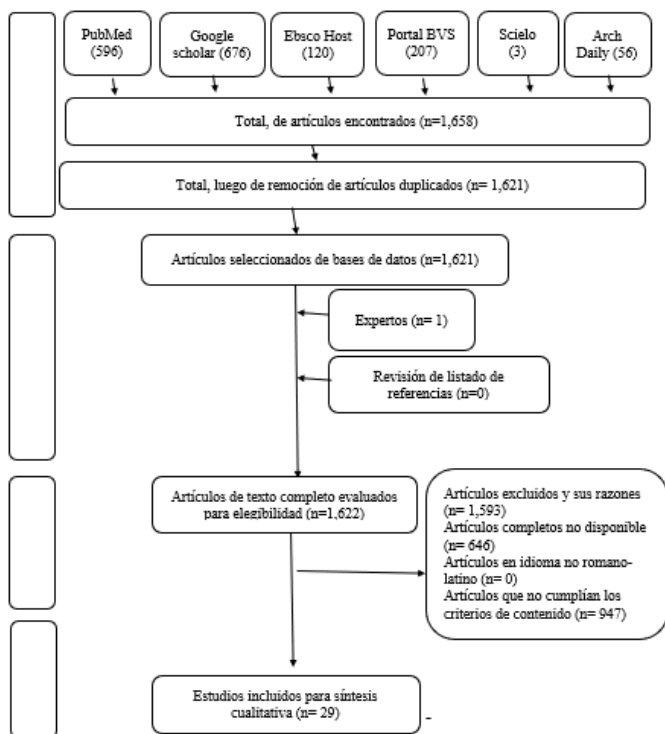 PubMed
(596)
Google
scholar (676)
Ebsco Host
(120)
Portal BVS
(207)
Scielo
(3)
Arch
Daily (56)
Total, de artículos encontrados (n=1,658)
Total, luego de remoción de artículos duplicados (n= 1,621)
Artículos seleccionados de bases de datos (n=1,621)
Expertos (n= 1)
Revisión de listado de
referencias (n=0)
Artículos de texto completo evaluados
para elegibilidad (n=1,622)
Artículos excluidos y sus razones
(n= 1,593)
Artículos completos no disponible
(n= 646)
Artículos en idioma no romano-
latino (n= 0)
Artículos que no cumplían los
criterios de contenido (n= 947)
Estudios incluidos para síntesis
cualitativa (n= 29)
-